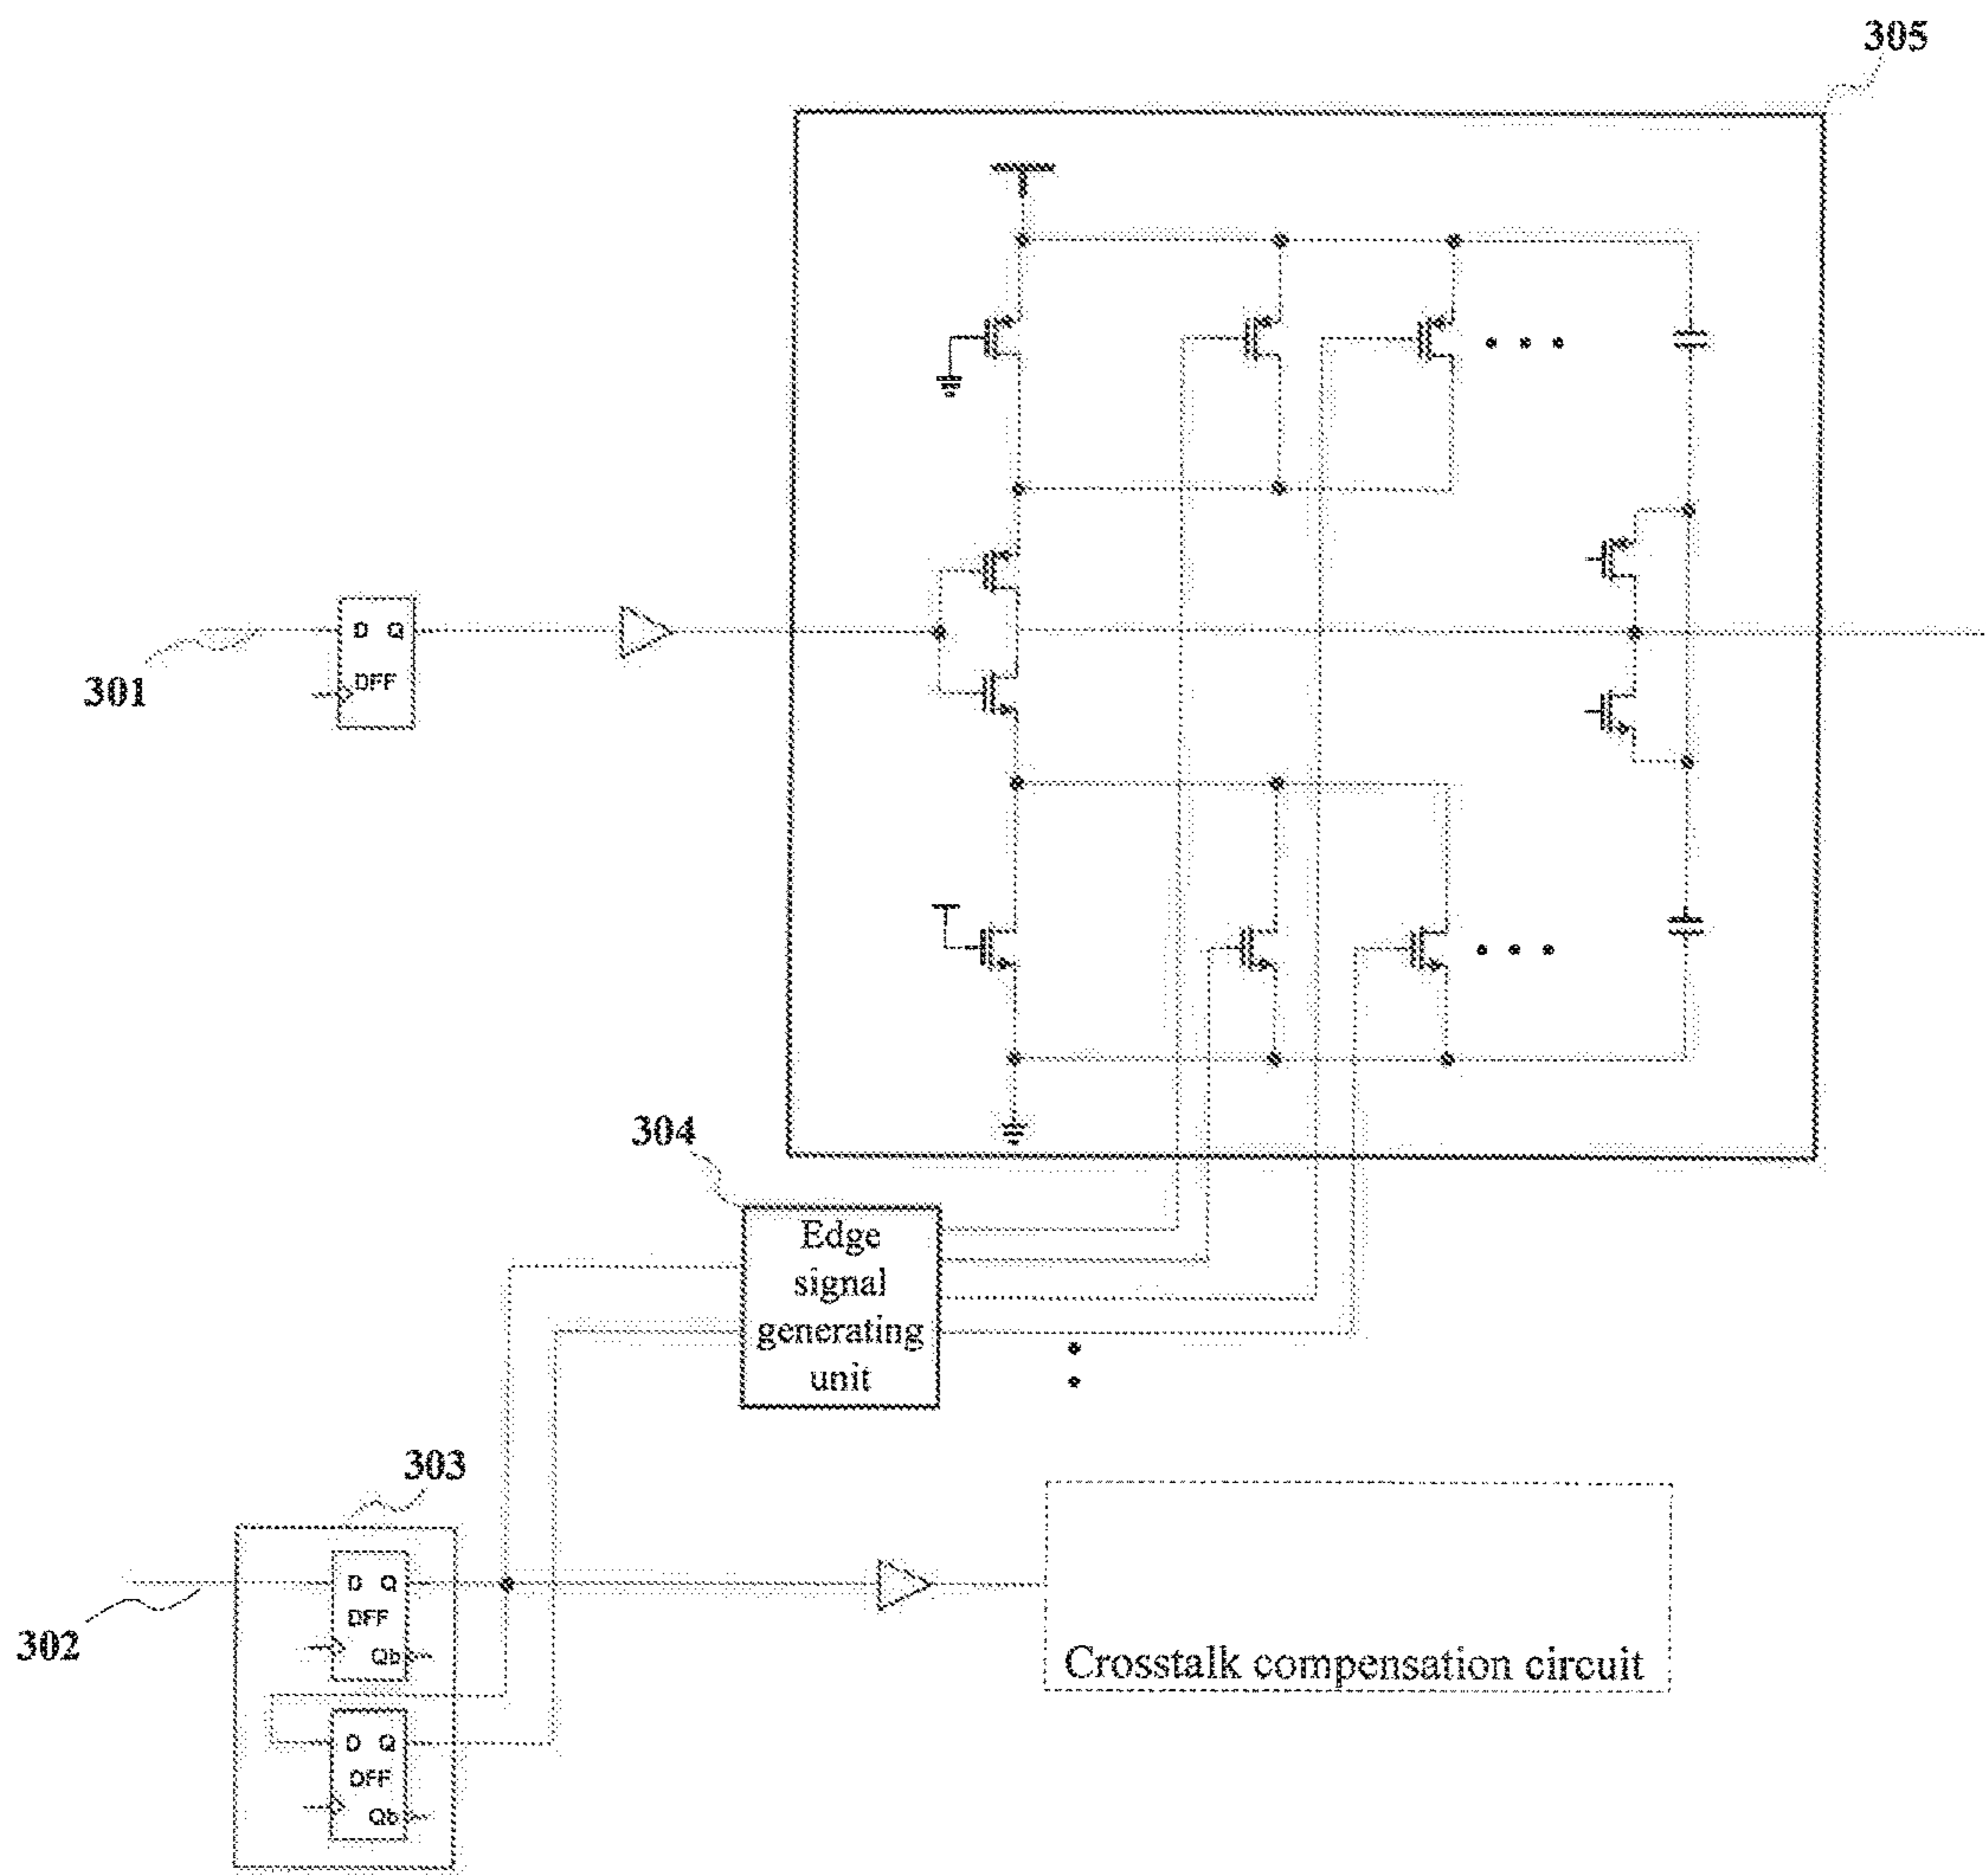 305
D Q
DFF
301
304
Edge
signal
generating
unit
303
D Q
DFF
Qb
302
Crosstalk compensation circuit
D Q
DFF
Qb